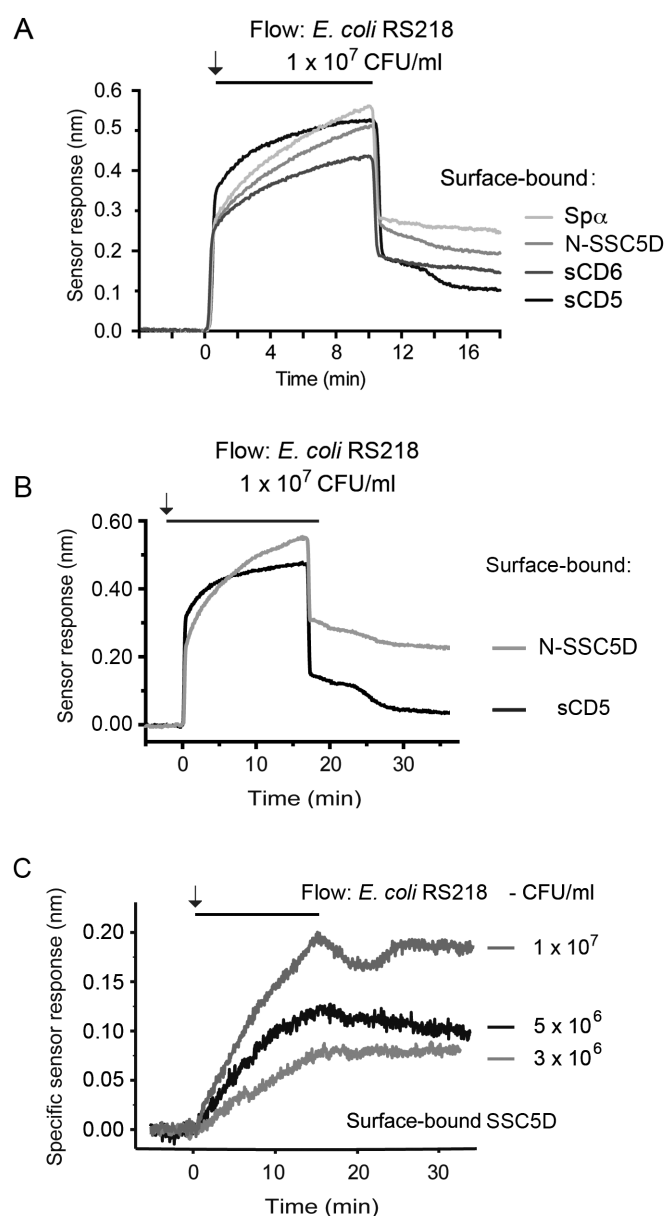 A
Flow: E. coli RS218
1 x 10⁷ CFU/ml
Sensor response (nm)
0.6
0.5
0.4
0.3
0.2
0.1
0.0
0 4 8 12 16
Time (min)
Surface-bound:
Spα
N-SSC5D
sCD6
sCD5
B
Flow: E. coli RS218
1 x 10⁷ CFU/ml
Sensor response (nm)
0.60
0.40
0.20
0.00
0 10 20 30
Time (min)
Surface-bound:
N-SSC5D
sCD5
C
Flow: E. coli RS218 - CFU/ml
Specific sensor response (nm)
0.20
0.15
0.10
0.05
0.00
0 10 20 30
Time (min)
1 x 10⁷
5 x 10⁶
3 x 10⁶
Surface-bound SSC5D